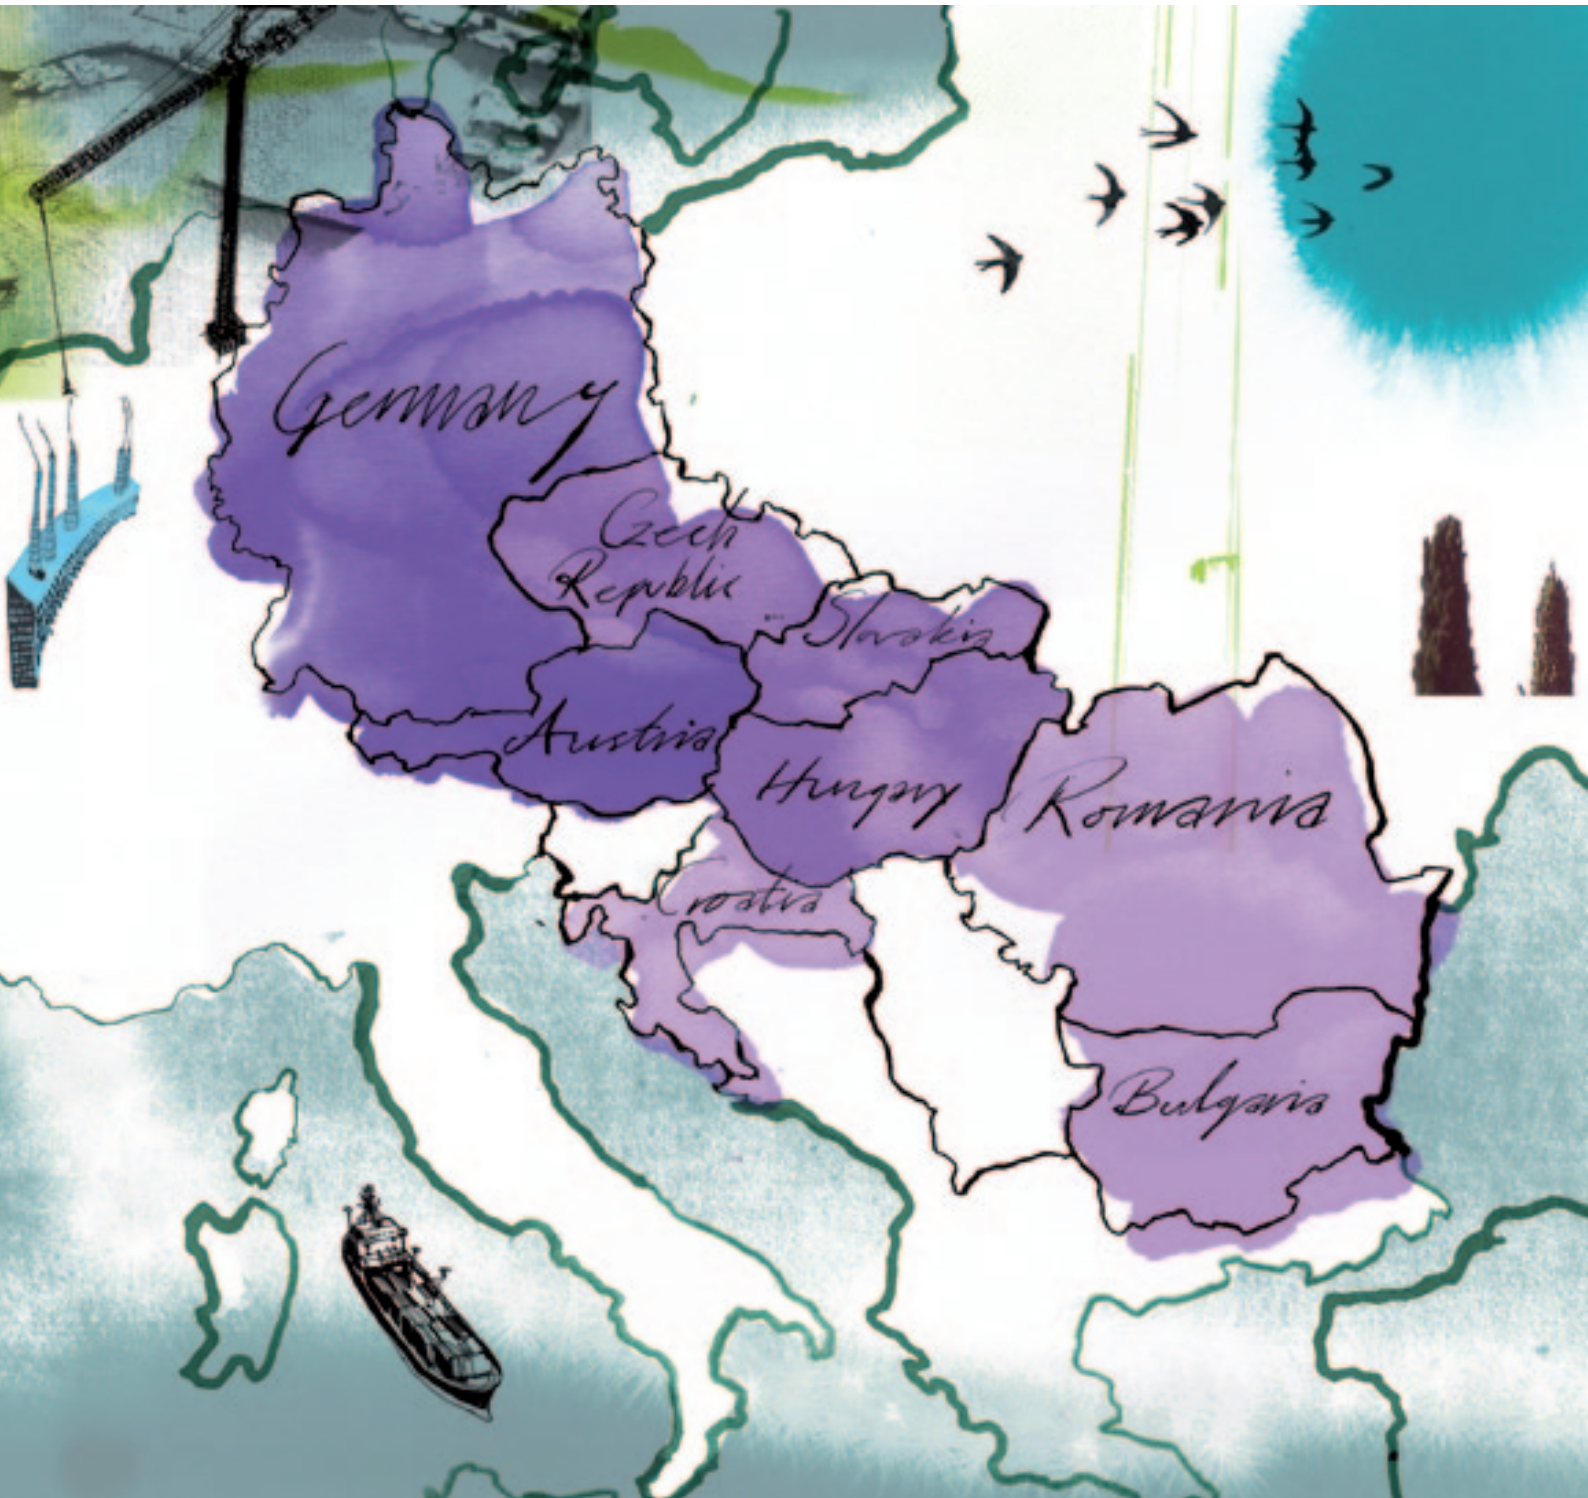 Germany
Czech
Republic
Slovakia
Austria
Hungary
Romania
Croatia
Bulgaria